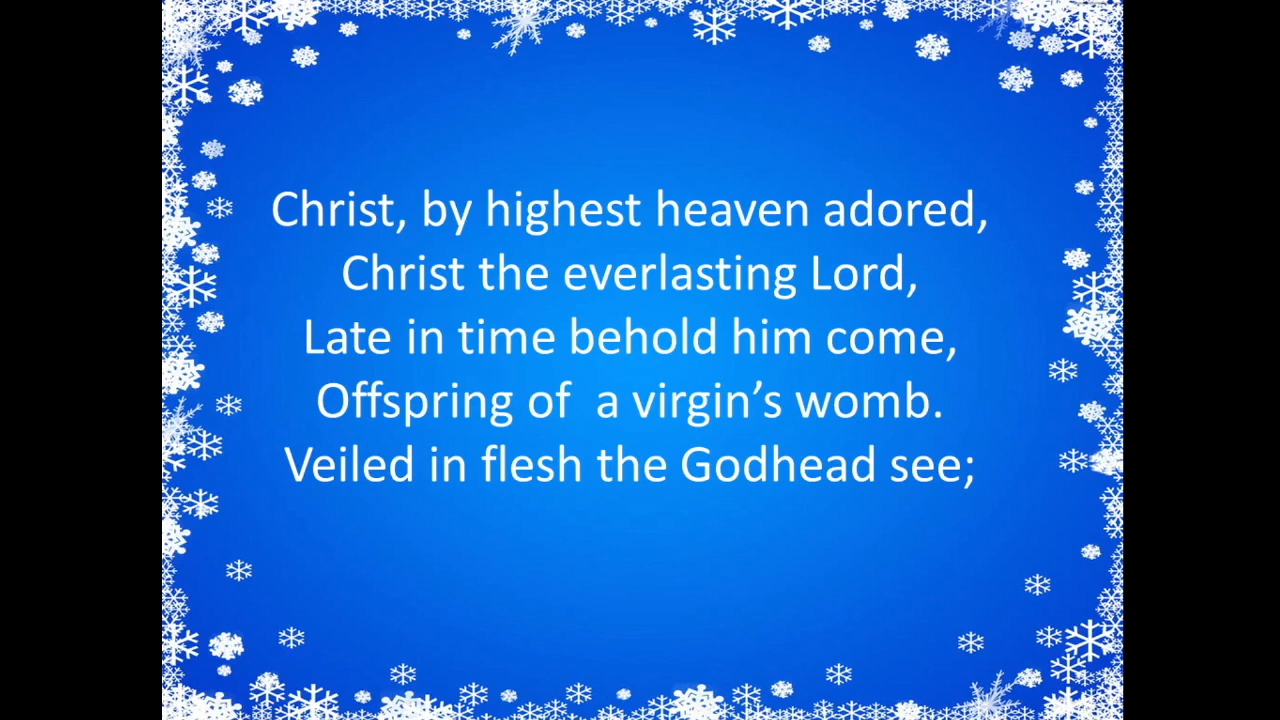 Christ, by highest heaven adored,
Christ the everlasting Lord,
Late in time behold him come,
Offspring of  a virgin’s womb.
Veiled in flesh the Godhead see;